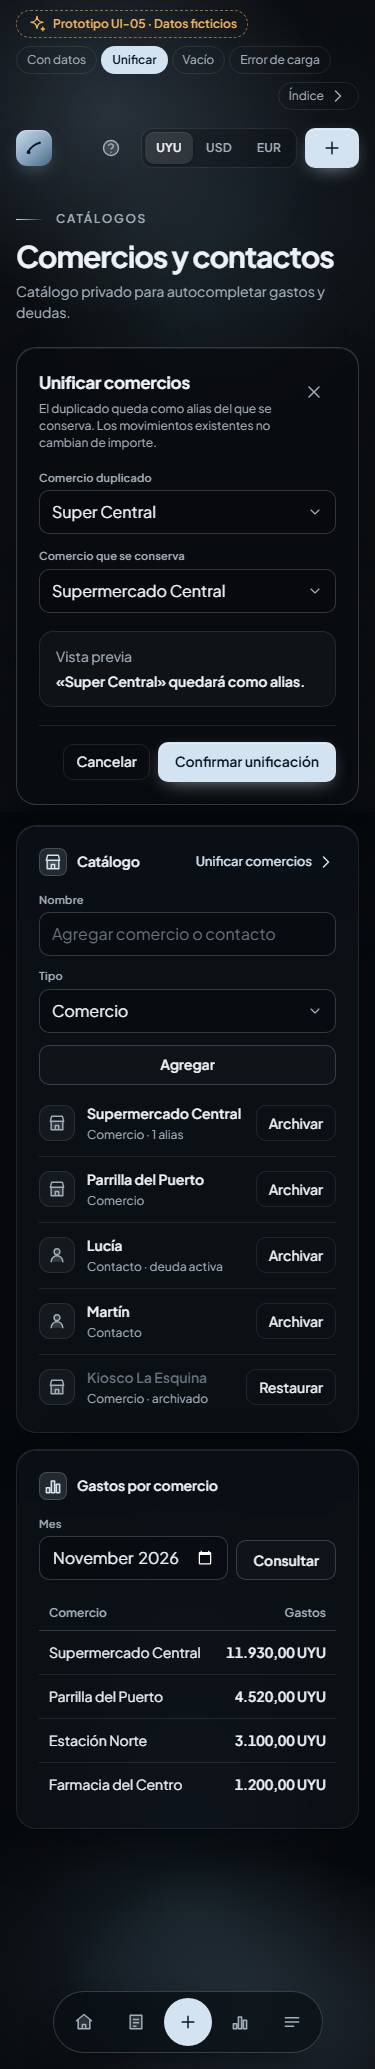 Prototipo UI-05 · Datos ficticios
Con datos
Unificar
Vacío
Error de carga
Índice
UYU
USD
EUR
CATÁLOGOS
Comercios y contactos
Catálogo privado para autocompletar gastos y
deudas.
Unificar comercios
El duplicado queda como alias del que se
conserva. Los movimientos existentes no
cambian de importe.
Comercio duplicado
Super Central
Comercio que se conserva
Supermercado Central
Vista previa
«Super Central» quedará como alias.
Cancelar
Confirmar unificación
Catálogo
Unificar comercios
Nombre
Agregar comercio o contacto
Tipo
Comercio
Agregar
Supermercado Central
Comercio · 1 alias
Archivar
Parrilla del Puerto
Comercio
Archivar
Lucía
Contacto · deuda activa
Archivar
Martín
Contacto
Archivar
Kiosco La Esquina
Comercio · archivado
Restaurar
Gastos por comercio
Mes
November 2026
Consultar
Comercio Gastos
Supermercado Central 11.930,00 UYU
Parrilla del Puerto 4.520,00 UYU
Estación Norte 3.100,00 UYU
Farmacia del Centro 1.200,00 UYU